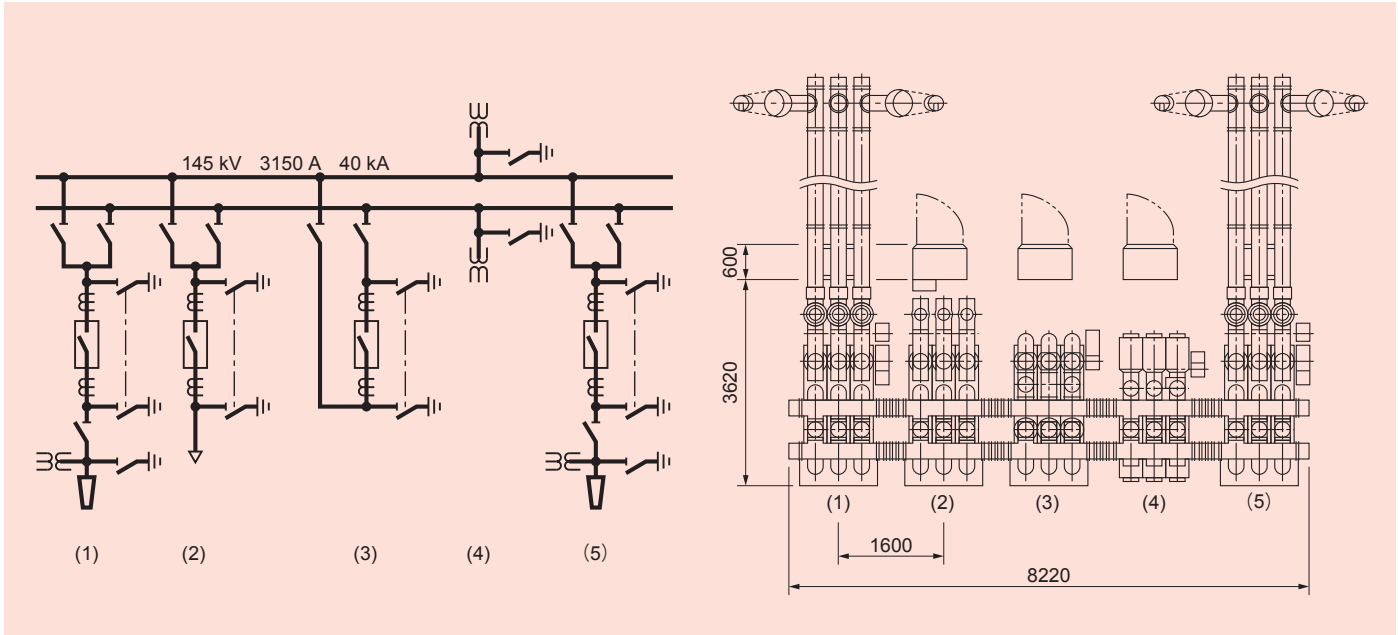 145 kV 3150 A 40 kA
(1) (2) (3) (4) (5)
600
3620
(1) (2) (3) (4) (5)
1600
8220